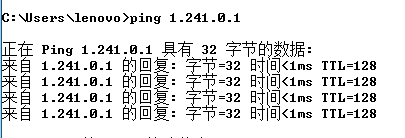 C:\Users\lenovo>ping 1.241.0.1
正在 Ping 1.241.0.1 具有 32 字节的数据:
来自 1.241.0.1 的回复: 字节=32 时间<1ms TTL=128
来自 1.241.0.1 的回复: 字节=32 时间<1ms TTL=128
来自 1.241.0.1 的回复: 字节=32 时间<1ms TTL=128
来自 1.241.0.1 的回复: 字节=32 时间<1ms TTL=128